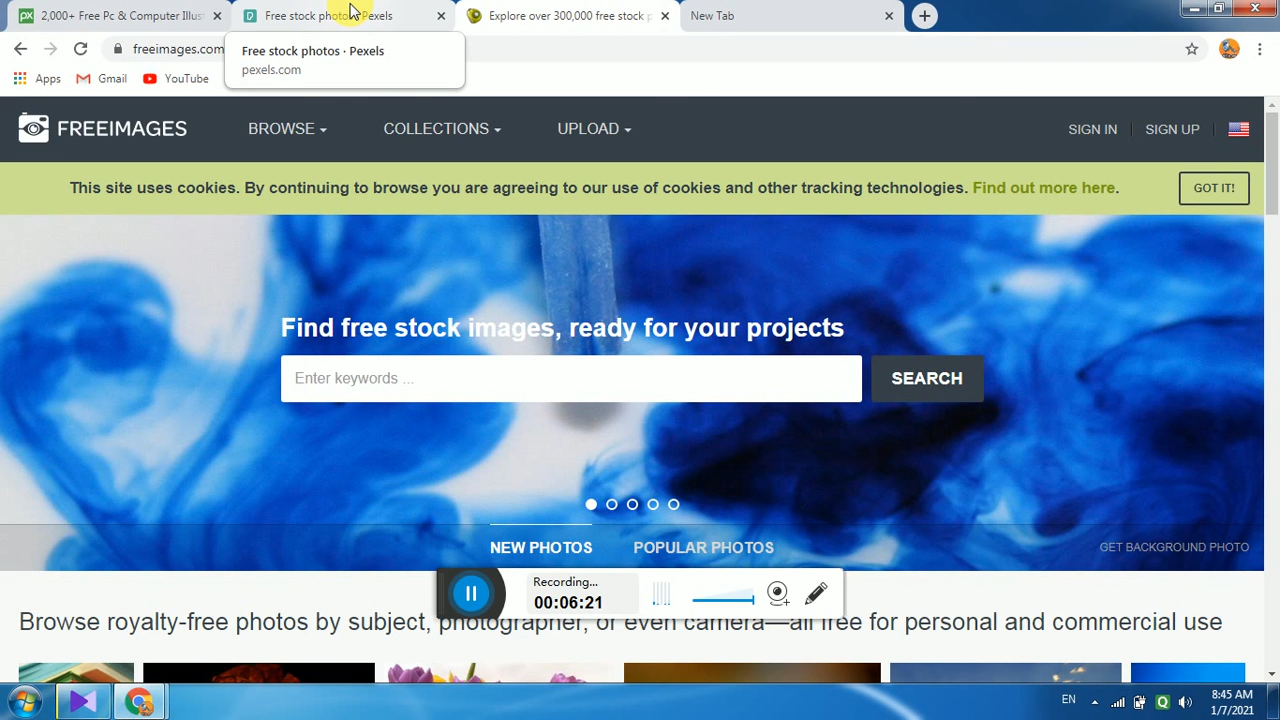 2,000+ Free Pc & Computer Illus
Free stock photos · Pexels
Explore over 300,000 free stock p
New Tab
freeimages.com
Free stock photos · Pexels
pexels.com
Apps
Gmail
YouTube
FREEIMAGES
BROWSE
COLLECTIONS
UPLOAD
SIGN IN
SIGN UP
This site uses cookies. By continuing to browse you are agreeing to our use of cookies and other tracking technologies. Find out more here.
GOT IT!
Find free stock images, ready for your projects
Enter keywords ...
SEARCH
NEW PHOTOS
POPULAR PHOTOS
GET BACKGROUND PHOTO
Recording...
00:06:21
Browse royalty-free photos by subject, photographer, or even camera—all free for personal and commercial use
EN
8:45 AM
1/7/2021